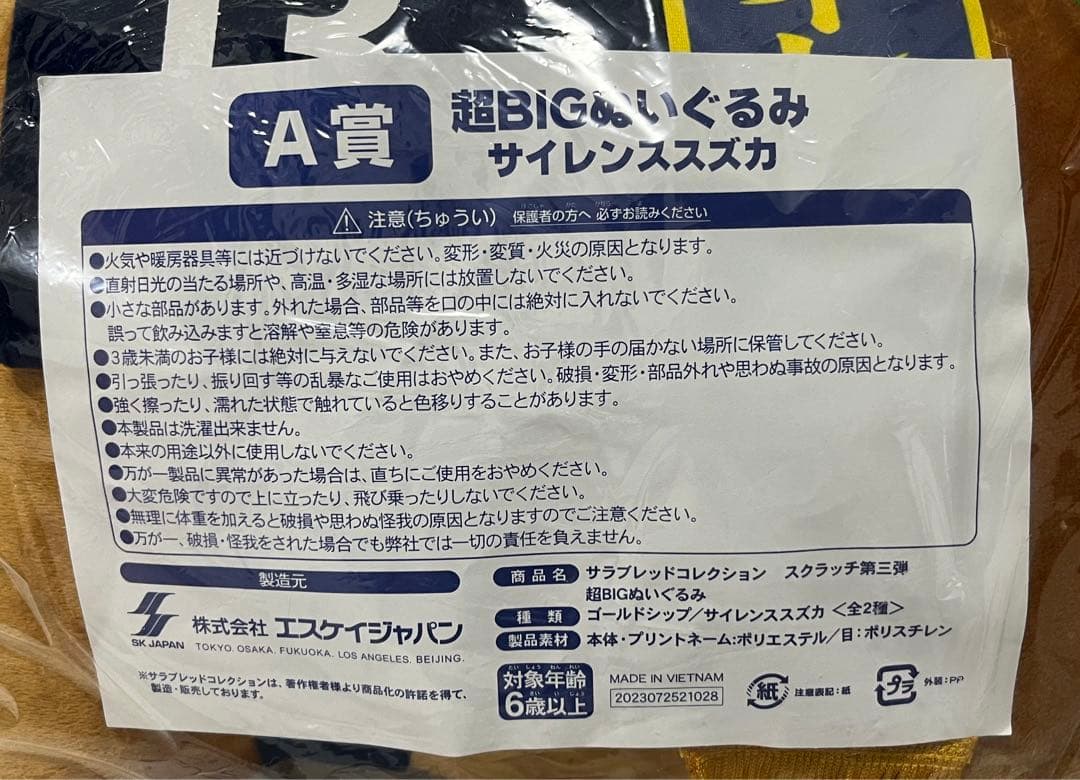 A賞
超BIGぬいぐるみ
サイレンススズカ
注意(ちゅうい) 保護者の方へ 必ずお読みください
●火気や暖房器具等には近づけないでください。変形・変質・火災の原因となります。
●直射日光の当たる場所や、高温・多湿な場所には放置しないでください。
●小さな部品があります。外れた場合、部品等を口の中には絶対に入れないでください。
誤って飲み込みますと溶解や窒息等の危険があります。
●3歳未満のお子様には絶対に与えないでください。また、お子様の手の届かない場所に保管してください。
●引っ張ったり、振り回す等の乱暴なご使用はおやめください。破損・変形・部品外れや思わぬ事故の原因となります。
●強く擦ったり、濡れた状態で触れていると色移りすることがあります。
●本製品は洗濯出来ません。
●本来の用途以外に使用しないでください。
●万が一製品に異常があった場合は、直ちにご使用をおやめください。
●大変危険ですので上に立ったり、飛び乗ったりしないでください。
●無理に体重を加えると破損や思わぬ怪我の原因となりますのでご注意ください。
●万が一、破損・怪我をされた場合でも弊社では一切の責任を負えません。
製造元
SK JAPAN
株式会社 エスケイジャパン
TOKYO. OSAKA. FUKUOKA. LOS ANGELES. BEIJING.
※サラブレッドコレクションは、著作権者様より商品化の許諾を得て、
製造・販売しております。
商品名 サラブレッドコレクション スクラッチ第三弾
超BIGぬいぐるみ
種類 ゴールドシップ/サイレンススズカ <全2種>
製品素材 本体・プリントネーム:ポリエステル/目:ポリスチレン
たいしょうねんれい
対象年齢
さいいじょう
6歳以上
MADE IN VIETNAM
2023072521028
紙 注意表記:紙
プラ 外装:PP